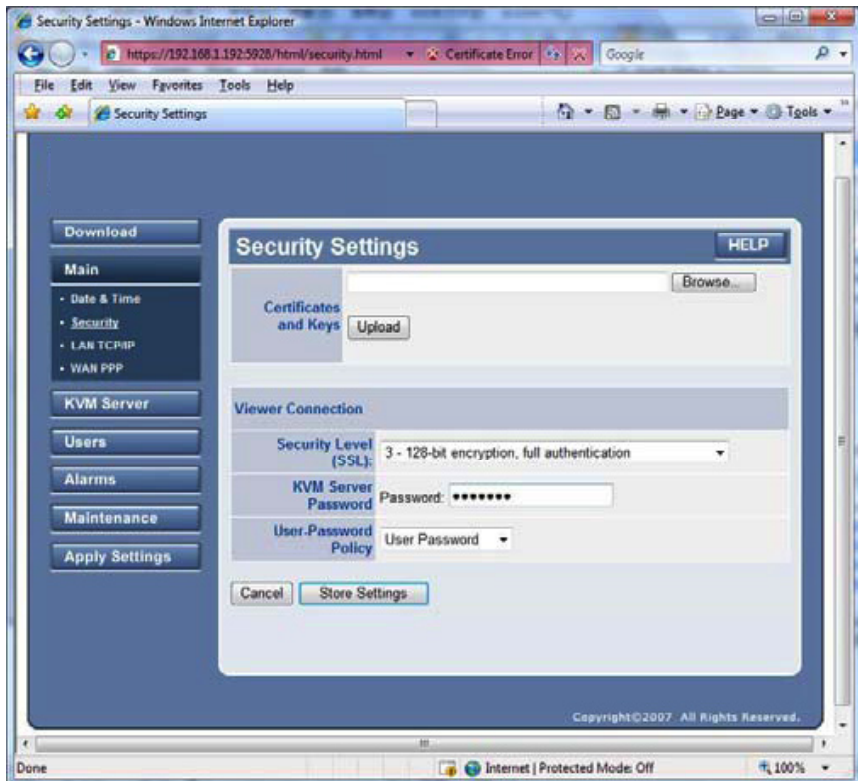 Security Settings - Windows Internet Explorer
https://192.168.1.192:5928/html/security.html
Certificate Error
Google
File Edit View Favorites Tools Help
Security Settings
Page
Tools
Download
Main
Date & Time
Security
LAN TCP/IP
WAN PPP
KVM Server
Users
Alarms
Maintenance
Apply Settings
Security Settings
HELP
Certificates and Keys
Browse...
Upload
Viewer Connection
Security Level (SSL):
3 - 128-bit encryption, full authentication
KVM Server Password
Password: •••••••
User-Password Policy
User Password
Cancel
Store Settings
Copyright©2007 All Rights Reserved.
Done
Internet | Protected Mode: Off
100%